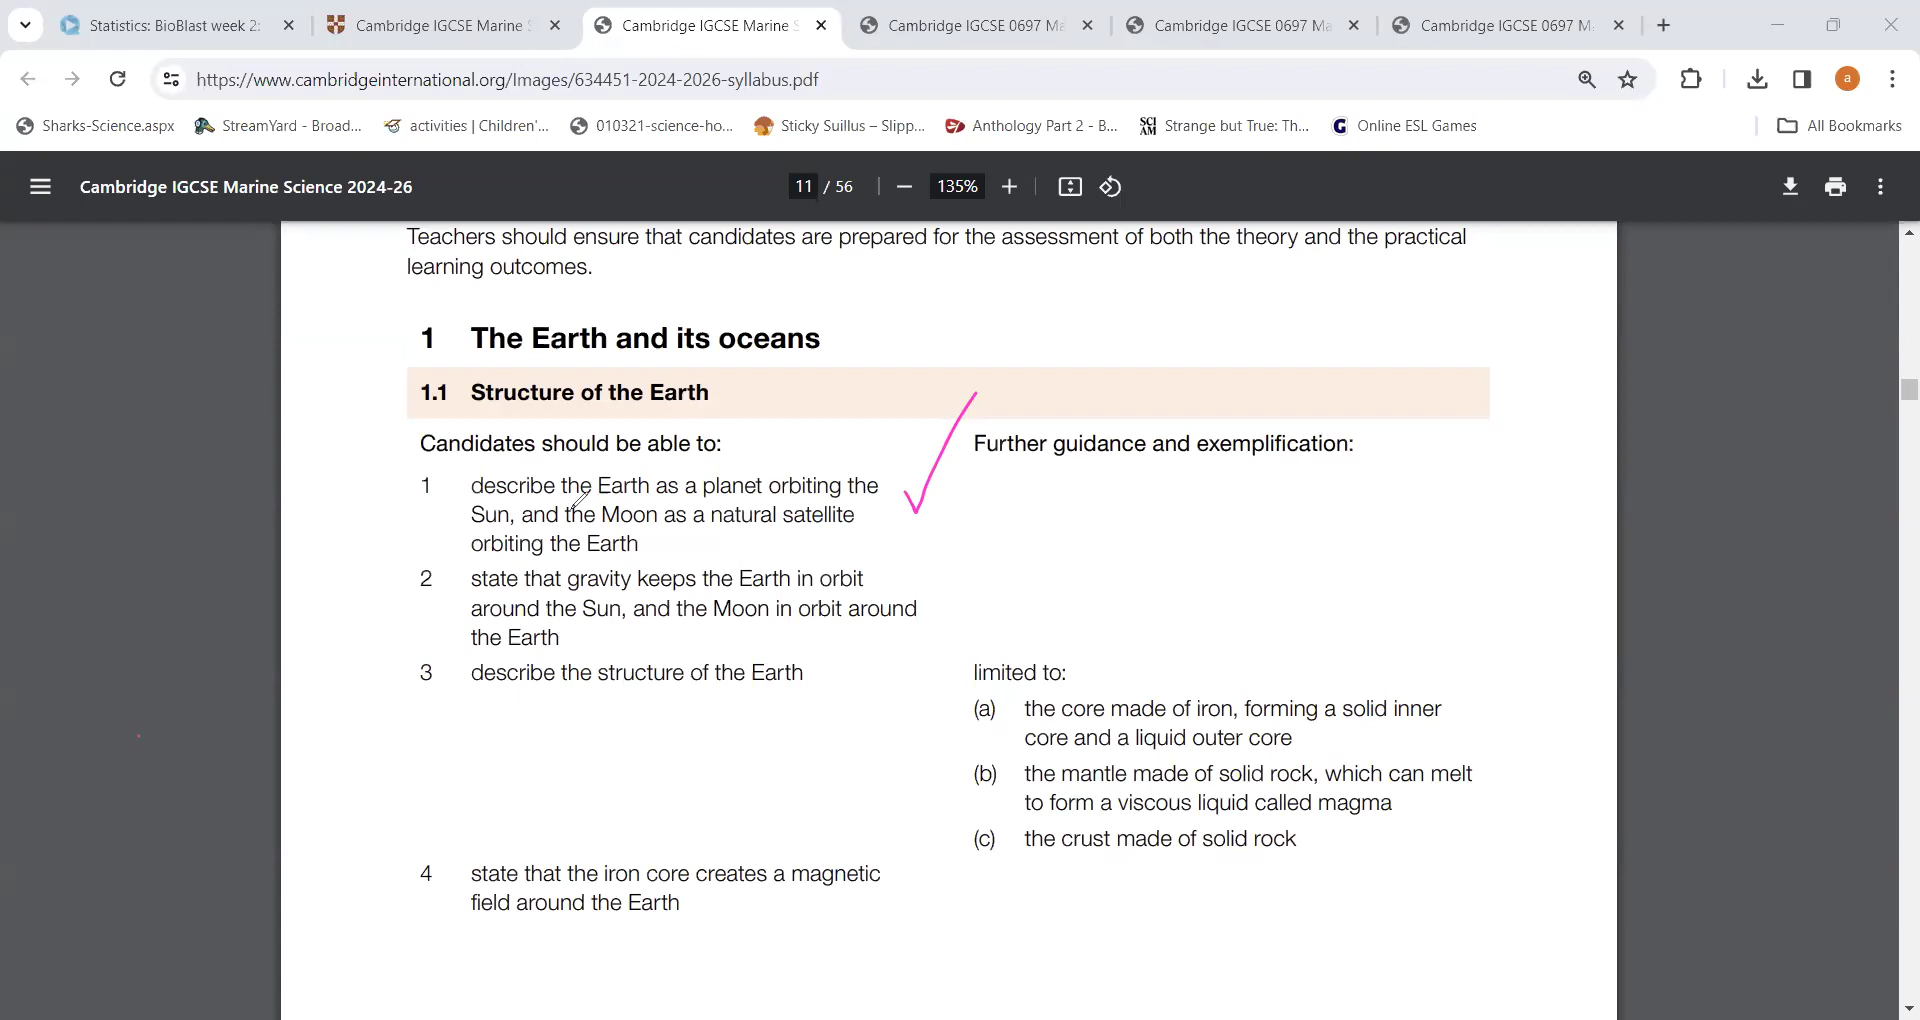 Statistics: BioBlast week 2:
Cambridge IGCSE Marine S
Cambridge IGCSE Marine S
Cambridge IGCSE 0697 Ma
Cambridge IGCSE 0697 Ma
Cambridge IGCSE 0697 M
https://www.cambridgeinternational.org/Images/634451-2024-2026-syllabus.pdf
a
Sharks-Science.aspx
StreamYard - Broad...
activities | Children'...
010321-science-ho...
Sticky Suillus – Slipp...
Anthology Part 2 - B...
SCI AM
Strange but True: Th...
G
Online ESL Games
All Bookmarks
Cambridge IGCSE Marine Science 2024-26
11 / 56
135%
Teachers should ensure that candidates are prepared for the assessment of both the theory and the practical
learning outcomes.
1 The Earth and its oceans
1.1 Structure of the Earth
Candidates should be able to:
Further guidance and exemplification:
1 describe the Earth as a planet orbiting the
Sun, and the Moon as a natural satellite
orbiting the Earth
2 state that gravity keeps the Earth in orbit
around the Sun, and the Moon in orbit around
the Earth
3 describe the structure of the Earth
limited to:
(a) the core made of iron, forming a solid inner
core and a liquid outer core
(b) the mantle made of solid rock, which can melt
to form a viscous liquid called magma
(c) the crust made of solid rock
4 state that the iron core creates a magnetic
field around the Earth